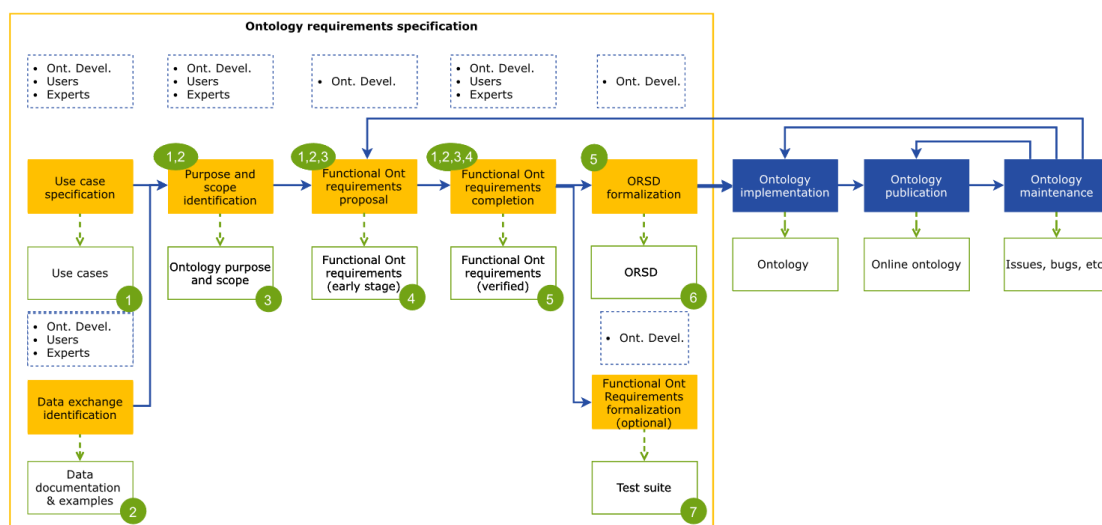 Ontology requirements specification
• Ont. Devel.
• Users
• Experts
• Ont. Devel.
• Users
• Experts
• Ont. Devel.
• Ont. Devel.
• Users
• Experts
• Ont. Devel.
Use case
specification
1,2
Purpose and
scope
identification
1,2,3
Functional Ont
requirements
proposal
1,2,3,4
Functional Ont
requirements
completion
5
ORSD
formalization
Ontology
implementation
Ontology
publication
Ontology
maintenance
Use cases
1
Ontology purpose
and scope
3
Functional Ont
requirements
(early stage)
4
Functional Ont
requirements
(verified)
5
ORSD
6
Ontology
Online ontology
Issues, bugs, etc
• Ont. Devel.
• Users
• Experts
• Ont. Devel.
Data exchange
identification
Functional Ont
Requirements
formalization
(optional)
Data
documentation
& examples
2
Test suite
7